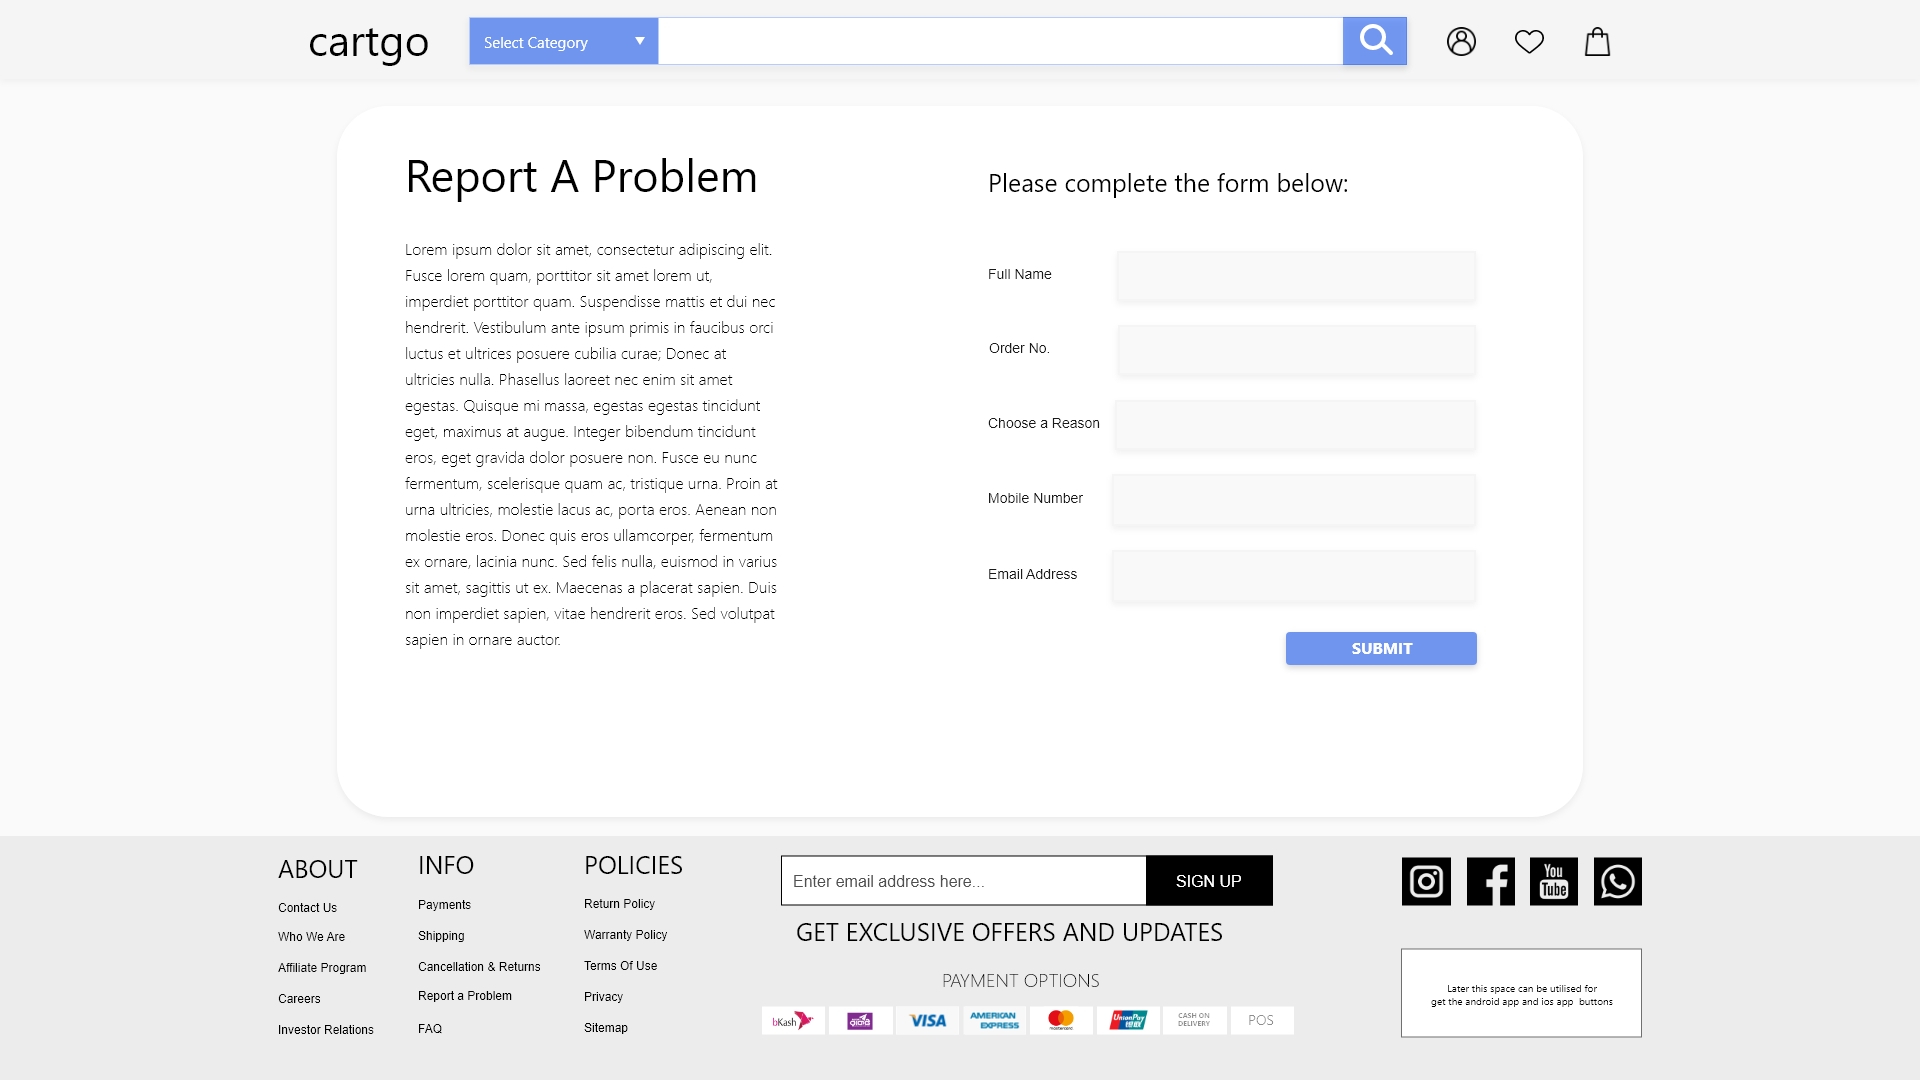 cartgo
Select Category
Report A Problem
Lorem ipsum dolor sit amet, consectetur adipiscing elit.
Fusce lorem quam, porttitor sit amet lorem ut,
imperdiet porttitor quam. Suspendisse mattis et dui nec
hendrerit. Vestibulum ante ipsum primis in faucibus orci
luctus et ultrices posuere cubilia curae; Donec at
ultricies nulla. Phasellus laoreet nec enim sit amet
egestas. Quisque mi massa, egestas egestas tincidunt
eget, maximus at augue. Integer bibendum tincidunt
eros, eget gravida dolor posuere non. Fusce eu nunc
fermentum, scelerisque quam ac, tristique urna. Proin at
urna ultricies, molestie lacus ac, porta eros. Aenean non
molestie eros. Donec quis eros ullamcorper, fermentum
ex ornare, lacinia nunc. Sed felis nulla, euismod in varius
sit amet, sagittis ut ex. Maecenas a placerat sapien. Duis
non imperdiet sapien, vitae hendrerit eros. Sed volutpat
sapien in ornare auctor.
Please complete the form below:
Full Name
Order No.
Choose a Reason
Mobile Number
Email Address
SUBMIT
ABOUT
Contact Us
Who We Are
Affiliate Program
Careers
Investor Relations
INFO
Payments
Shipping
Cancellation & Returns
Report a Problem
FAQ
POLICIES
Return Policy
Warranty Policy
Terms Of Use
Privacy
Sitemap
Enter email address here...
SIGN UP
GET EXCLUSIVE OFFERS AND UPDATES
PAYMENT OPTIONS
bKash
VISA
AMERICAN
EXPRESS
mastercard
UnionPay
银联
CASH ON
DELIVERY
POS
You
Tube
Later this space can be utilised for
get the android app and ios app buttons